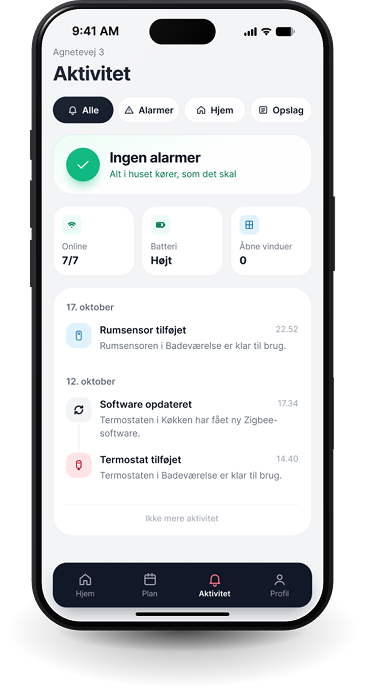 9:41 AM
Agnetevej 3
Aktivitet
Alle
Alarmer
Hjem
Opslag
Ingen alarmer
Alt i huset kører, som det skal
Online
7/7
Batteri
Højt
Åbne vinduer
0
17. oktober
Rumsensor tilføjet 22.52
Rumsensoren i Badeværelse er klar til brug.
12. oktober
Software opdateret 17.34
Termostaten i Køkken har fået ny Zigbee-
software.
Termostat tilføjet 14.40
Termostaten i Badeværelse er klar til brug.
Ikke mere aktivitet
Hjem
Plan
Aktivitet
Profil